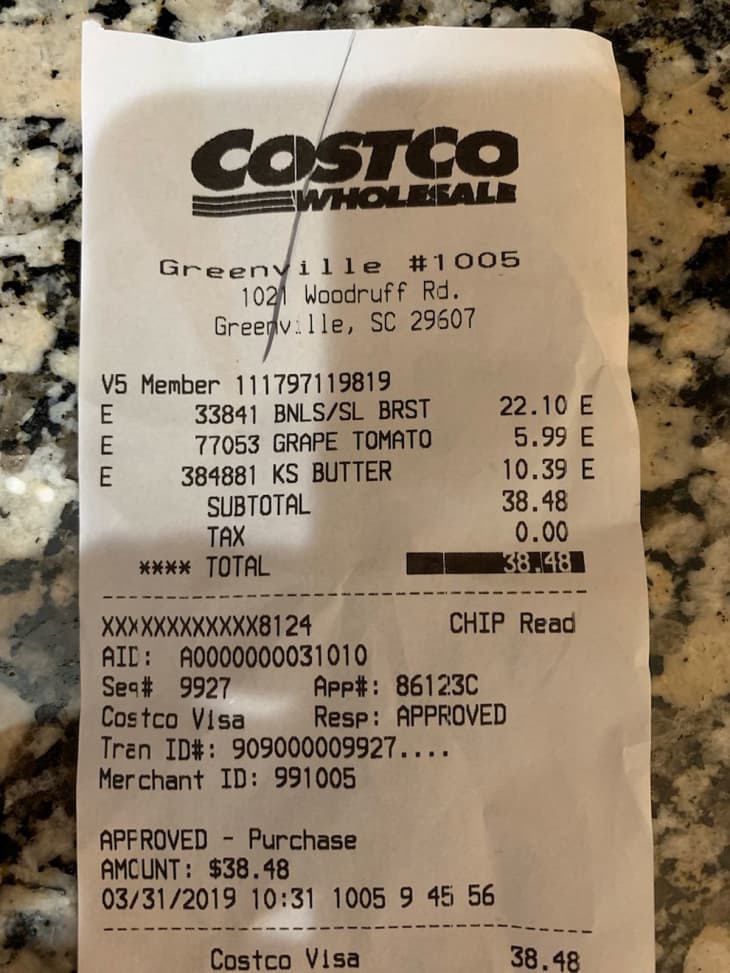 COSTCO
WHOLESALE
Greenville #1005
1021 Woodruff Rd.
Greenville, SC 29607
V5 Member 111797119819
E 33841 BNLS/SL BRST 22.10 E
E 77053 GRAPE TOMATO 5.99 E
E 384881 KS BUTTER 10.39 E
SUBTOTAL 38.48
TAX 0.00
**** TOTAL 38.48
XXXXXXXXXXXX8124 CHIP Read
AID: A0000000031010
Seq# 9927 App#: 86123C
Costco Visa Resp: APPROVED
Tran ID#: 909000009927....
Merchant ID: 991005
APPROVED - Purchase
AMOUNT: $38.48
03/31/2019 10:31 1005 9 45 56
Costco Visa 38.48